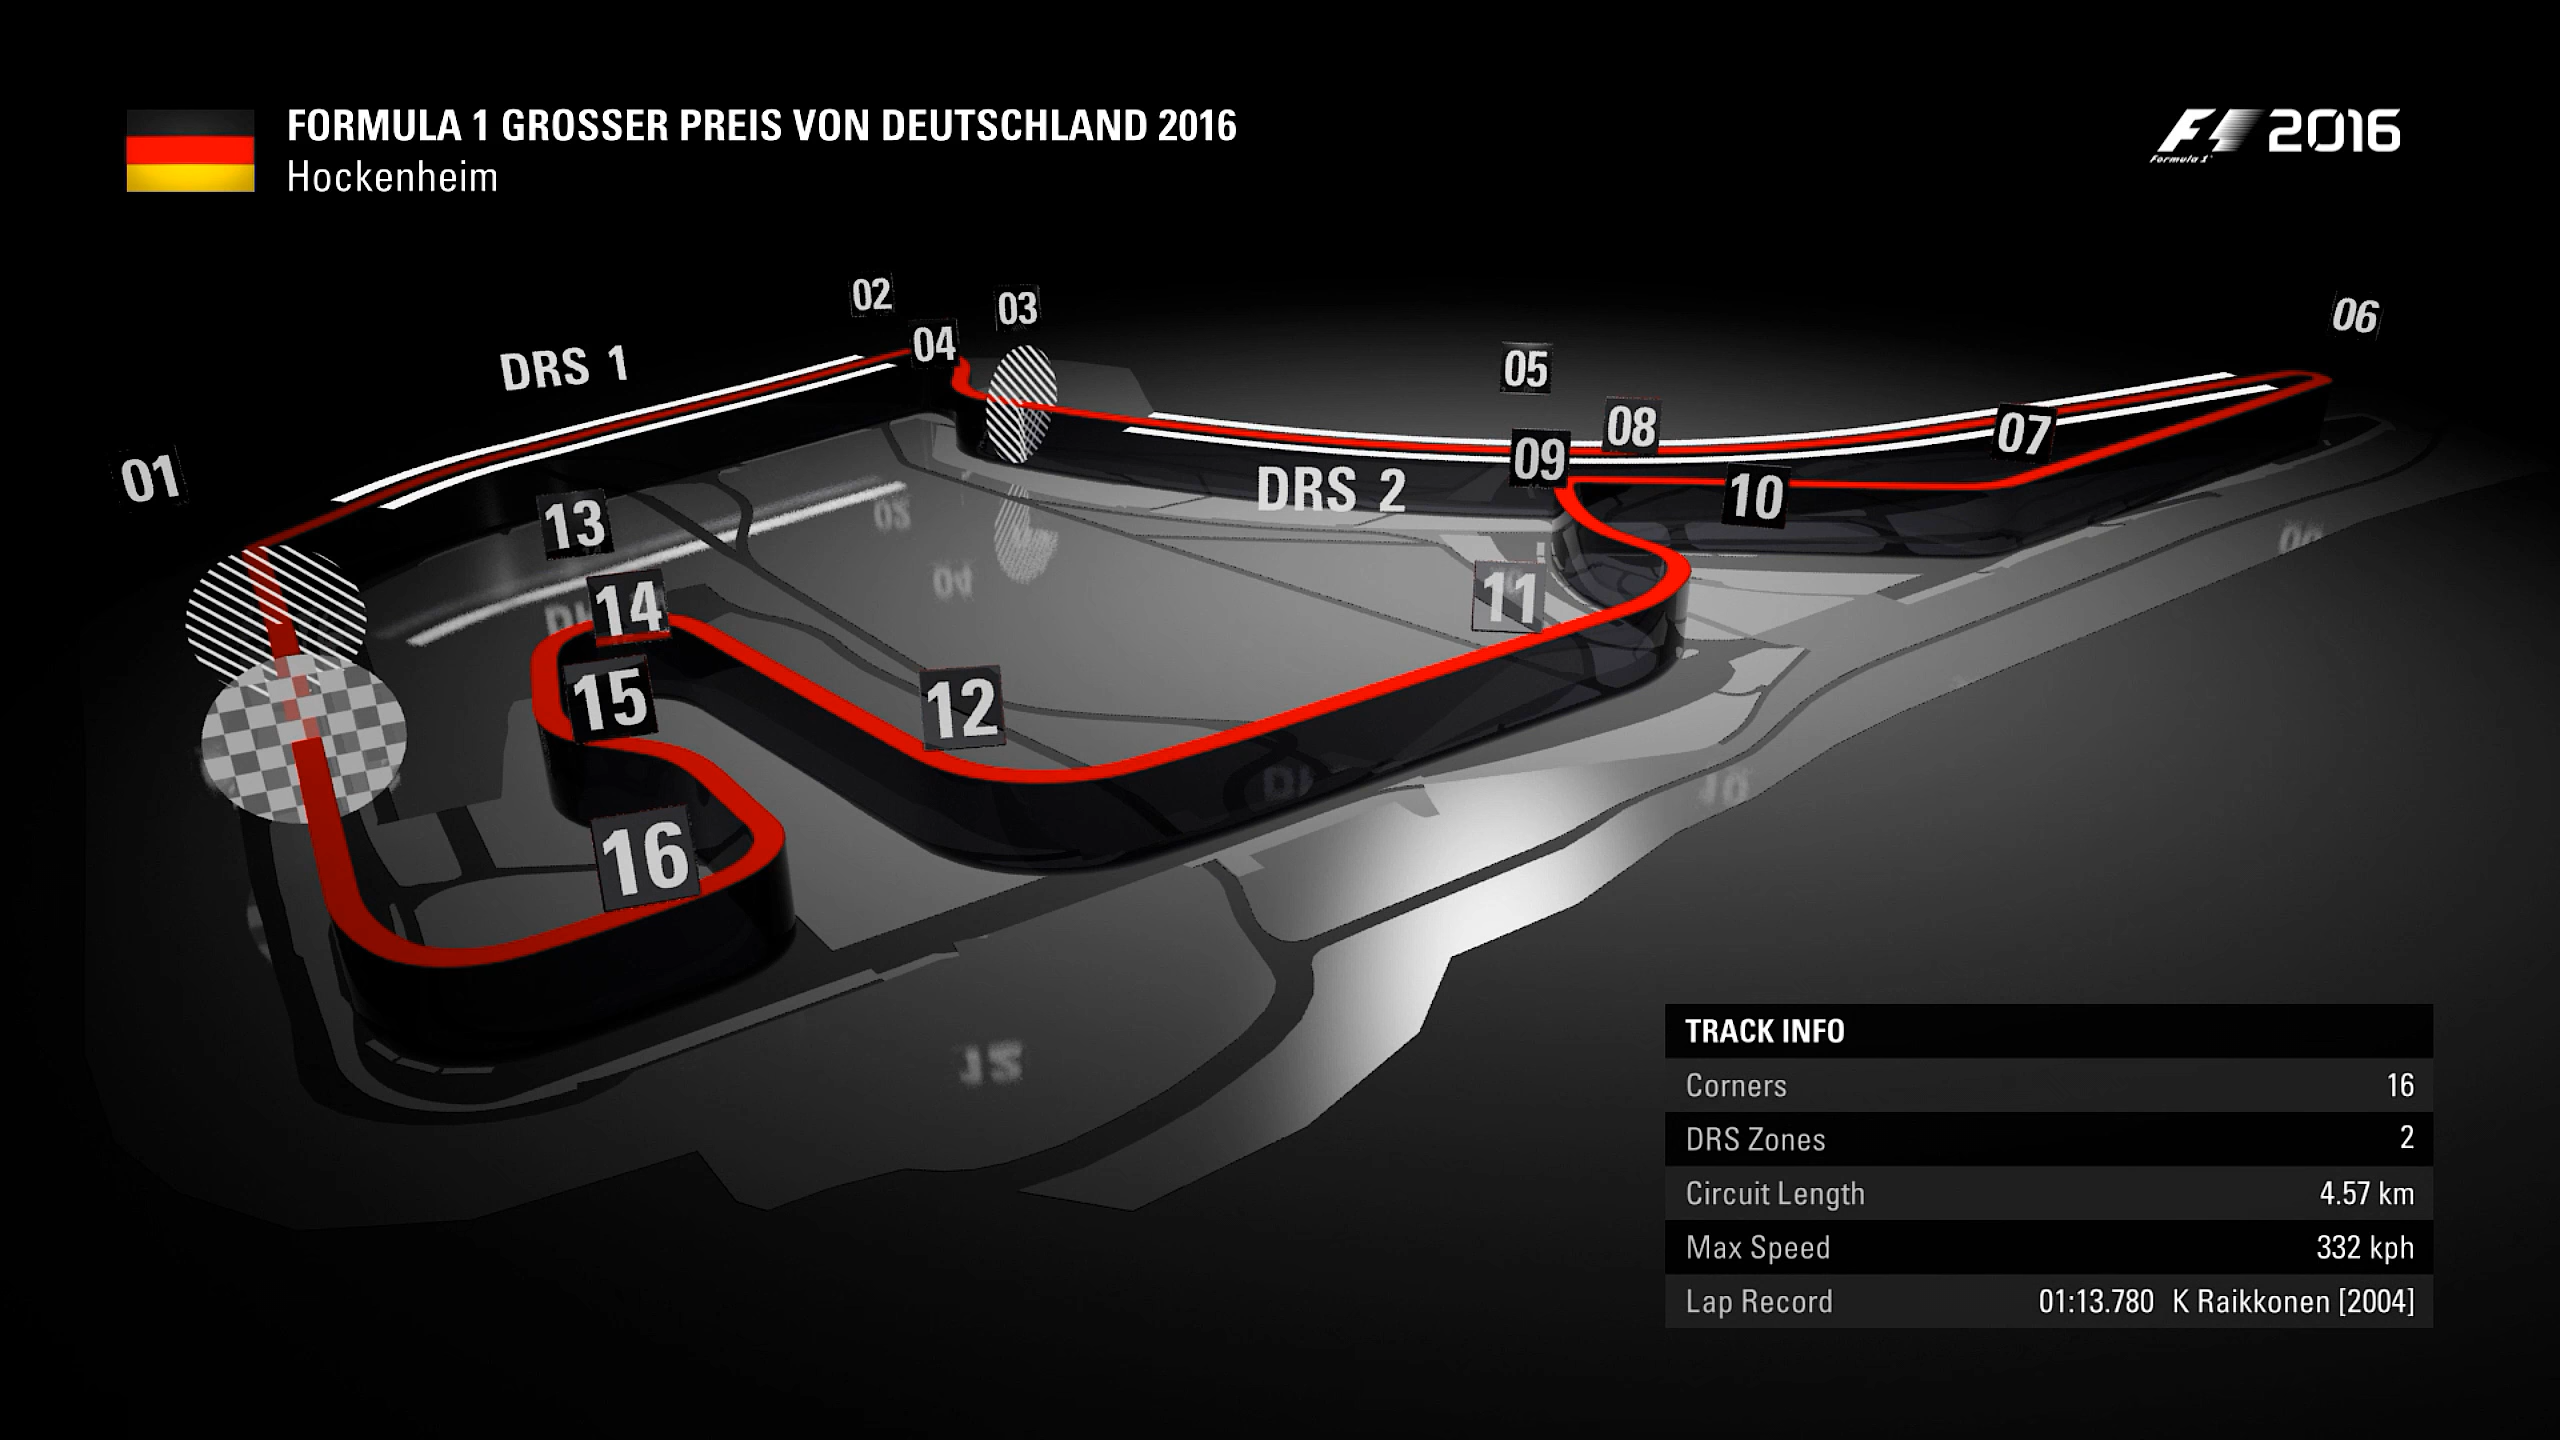 FORMULA 1 GROSSER PREIS VON DEUTSCHLAND 2016
Hockenheim
F1 2016
Formula 1
02
03
06
04
DRS 1
05
08
07
01
09
DRS 2
10
13
11
14
15
12
16
TRACK INFO
Corners 16
DRS Zones 2
Circuit Length 4.57 km
Max Speed 332 kph
Lap Record 01:13.780 K Raikkonen [2004]